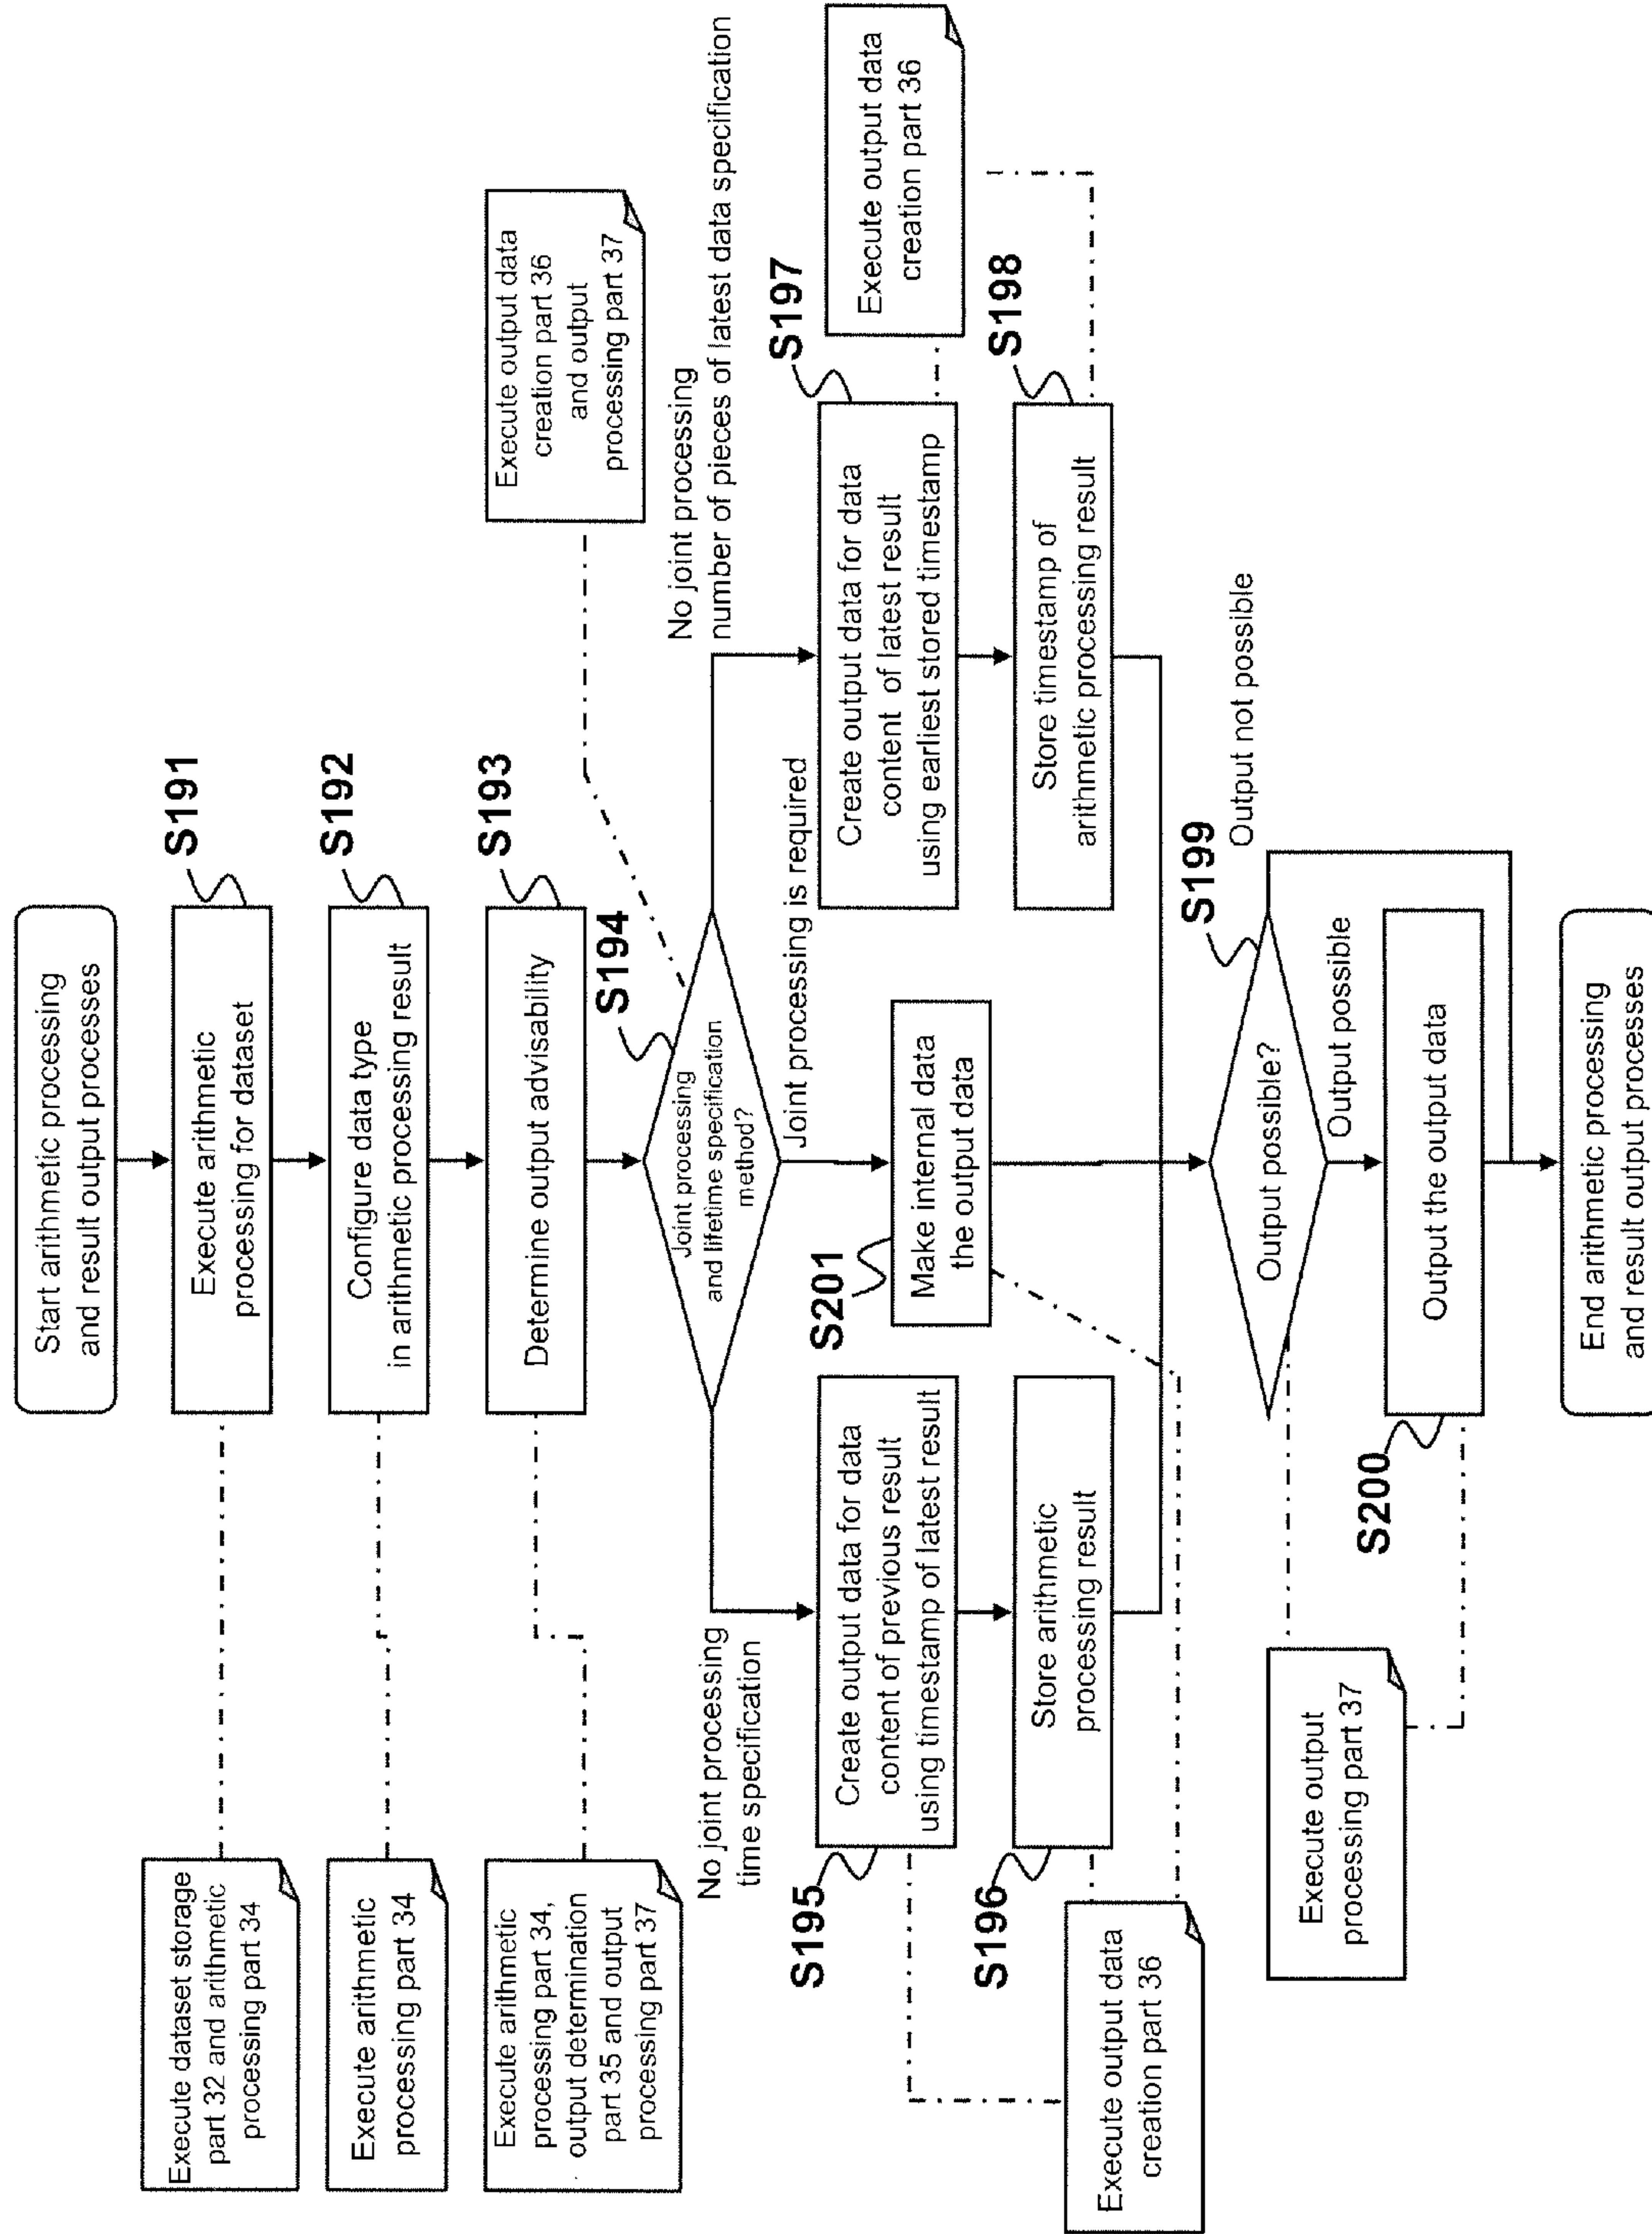 Start arithmetic processing
and result output processes
S191
Execute arithmetic
processing for dataset
Execute dataset storage
part 32 and arithmetic
processing part 34
S192
Configure data type
in arithmetic processing result
Execute arithmetic
processing part 34
S193
Determine output advisability
Execute arithmetic
processing part 34,
output determination
part 35 and output
processing part 37
S194
Joint processing
and lifetime specification
method?
Execute output data
creation part 36
and output
processing part 37
No joint processing
time specification
Joint processing is required
No joint processing
number of pieces of latest data specification
S195
Create output data for data
content of previous result
using timestamp of latest result
S201
Make internal data
the output data
S197
Create output data for data
content of latest result
using earliest stored timestamp
Execute output data
creation part 36
S196
Store arithmetic
processing result
S198
Store timestamp of
arithmetic processing result
Execute output data
creation part 36
S199
Output possible?
Output not possible
Output possible
Execute output
processing part 37
S200
Output the output data
End arithmetic processing
and result output processes